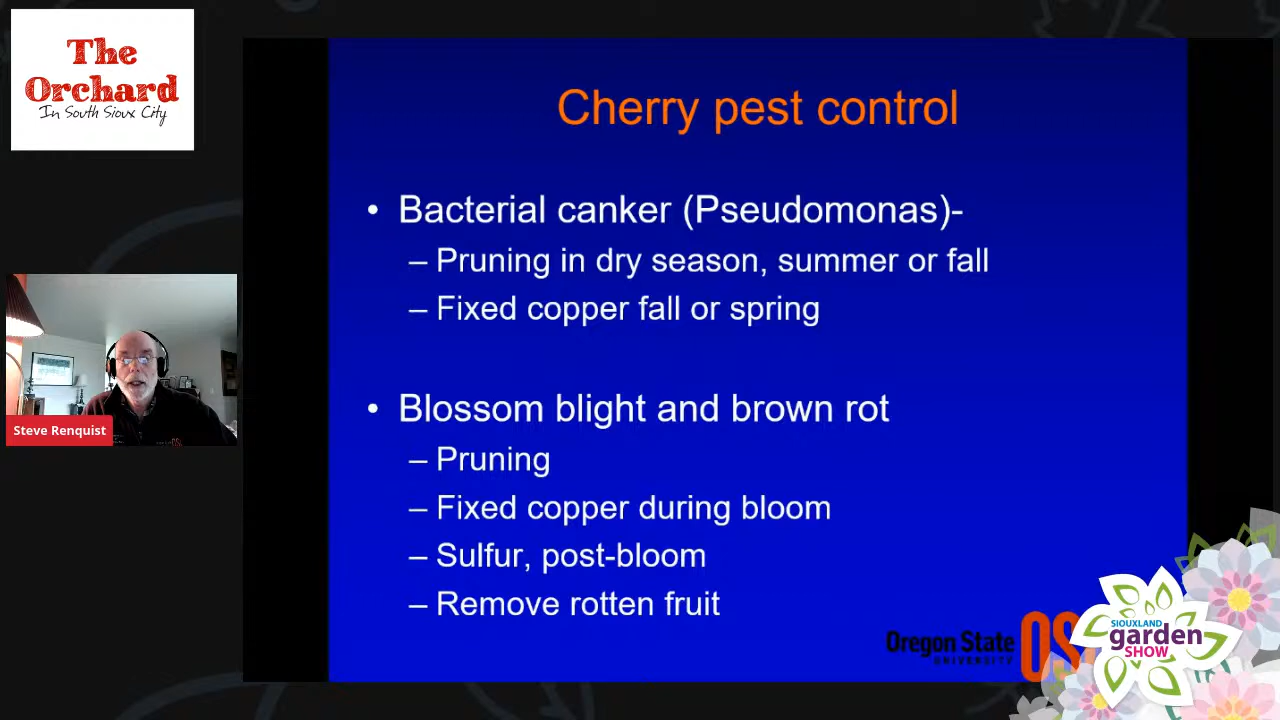 The
Orchard
In South Sioux City
Cherry pest control
• Bacterial canker (Pseudomonas)-
– Pruning in dry season, summer or fall
– Fixed copper fall or spring
• Blossom blight and brown rot
– Pruning
– Fixed copper during bloom
– Sulfur, post-bloom
– Remove rotten fruit
Steve Renquist
Oregon State
UNIVERSITY
OS
SIOUXLAND
garden
SHOW